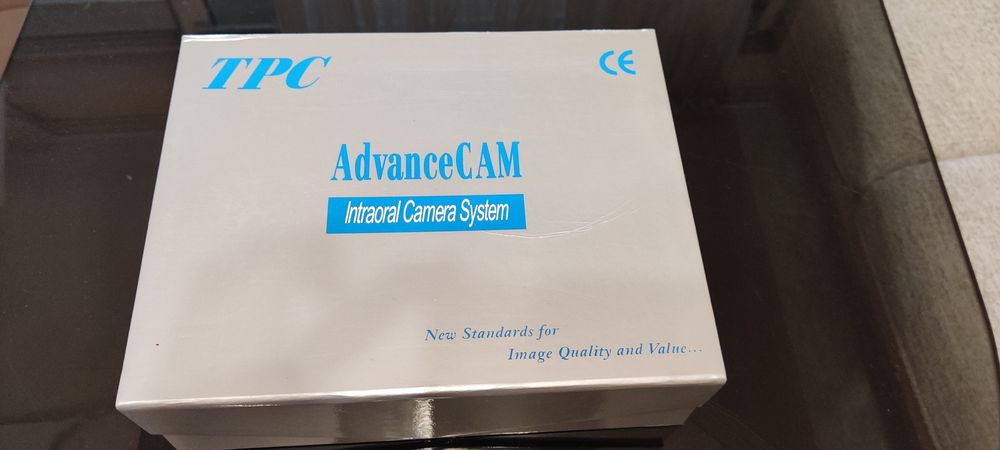 TPC
CE
AdvanceCAM
Intraoral Camera System
New Standards for
Image Quality and Value...